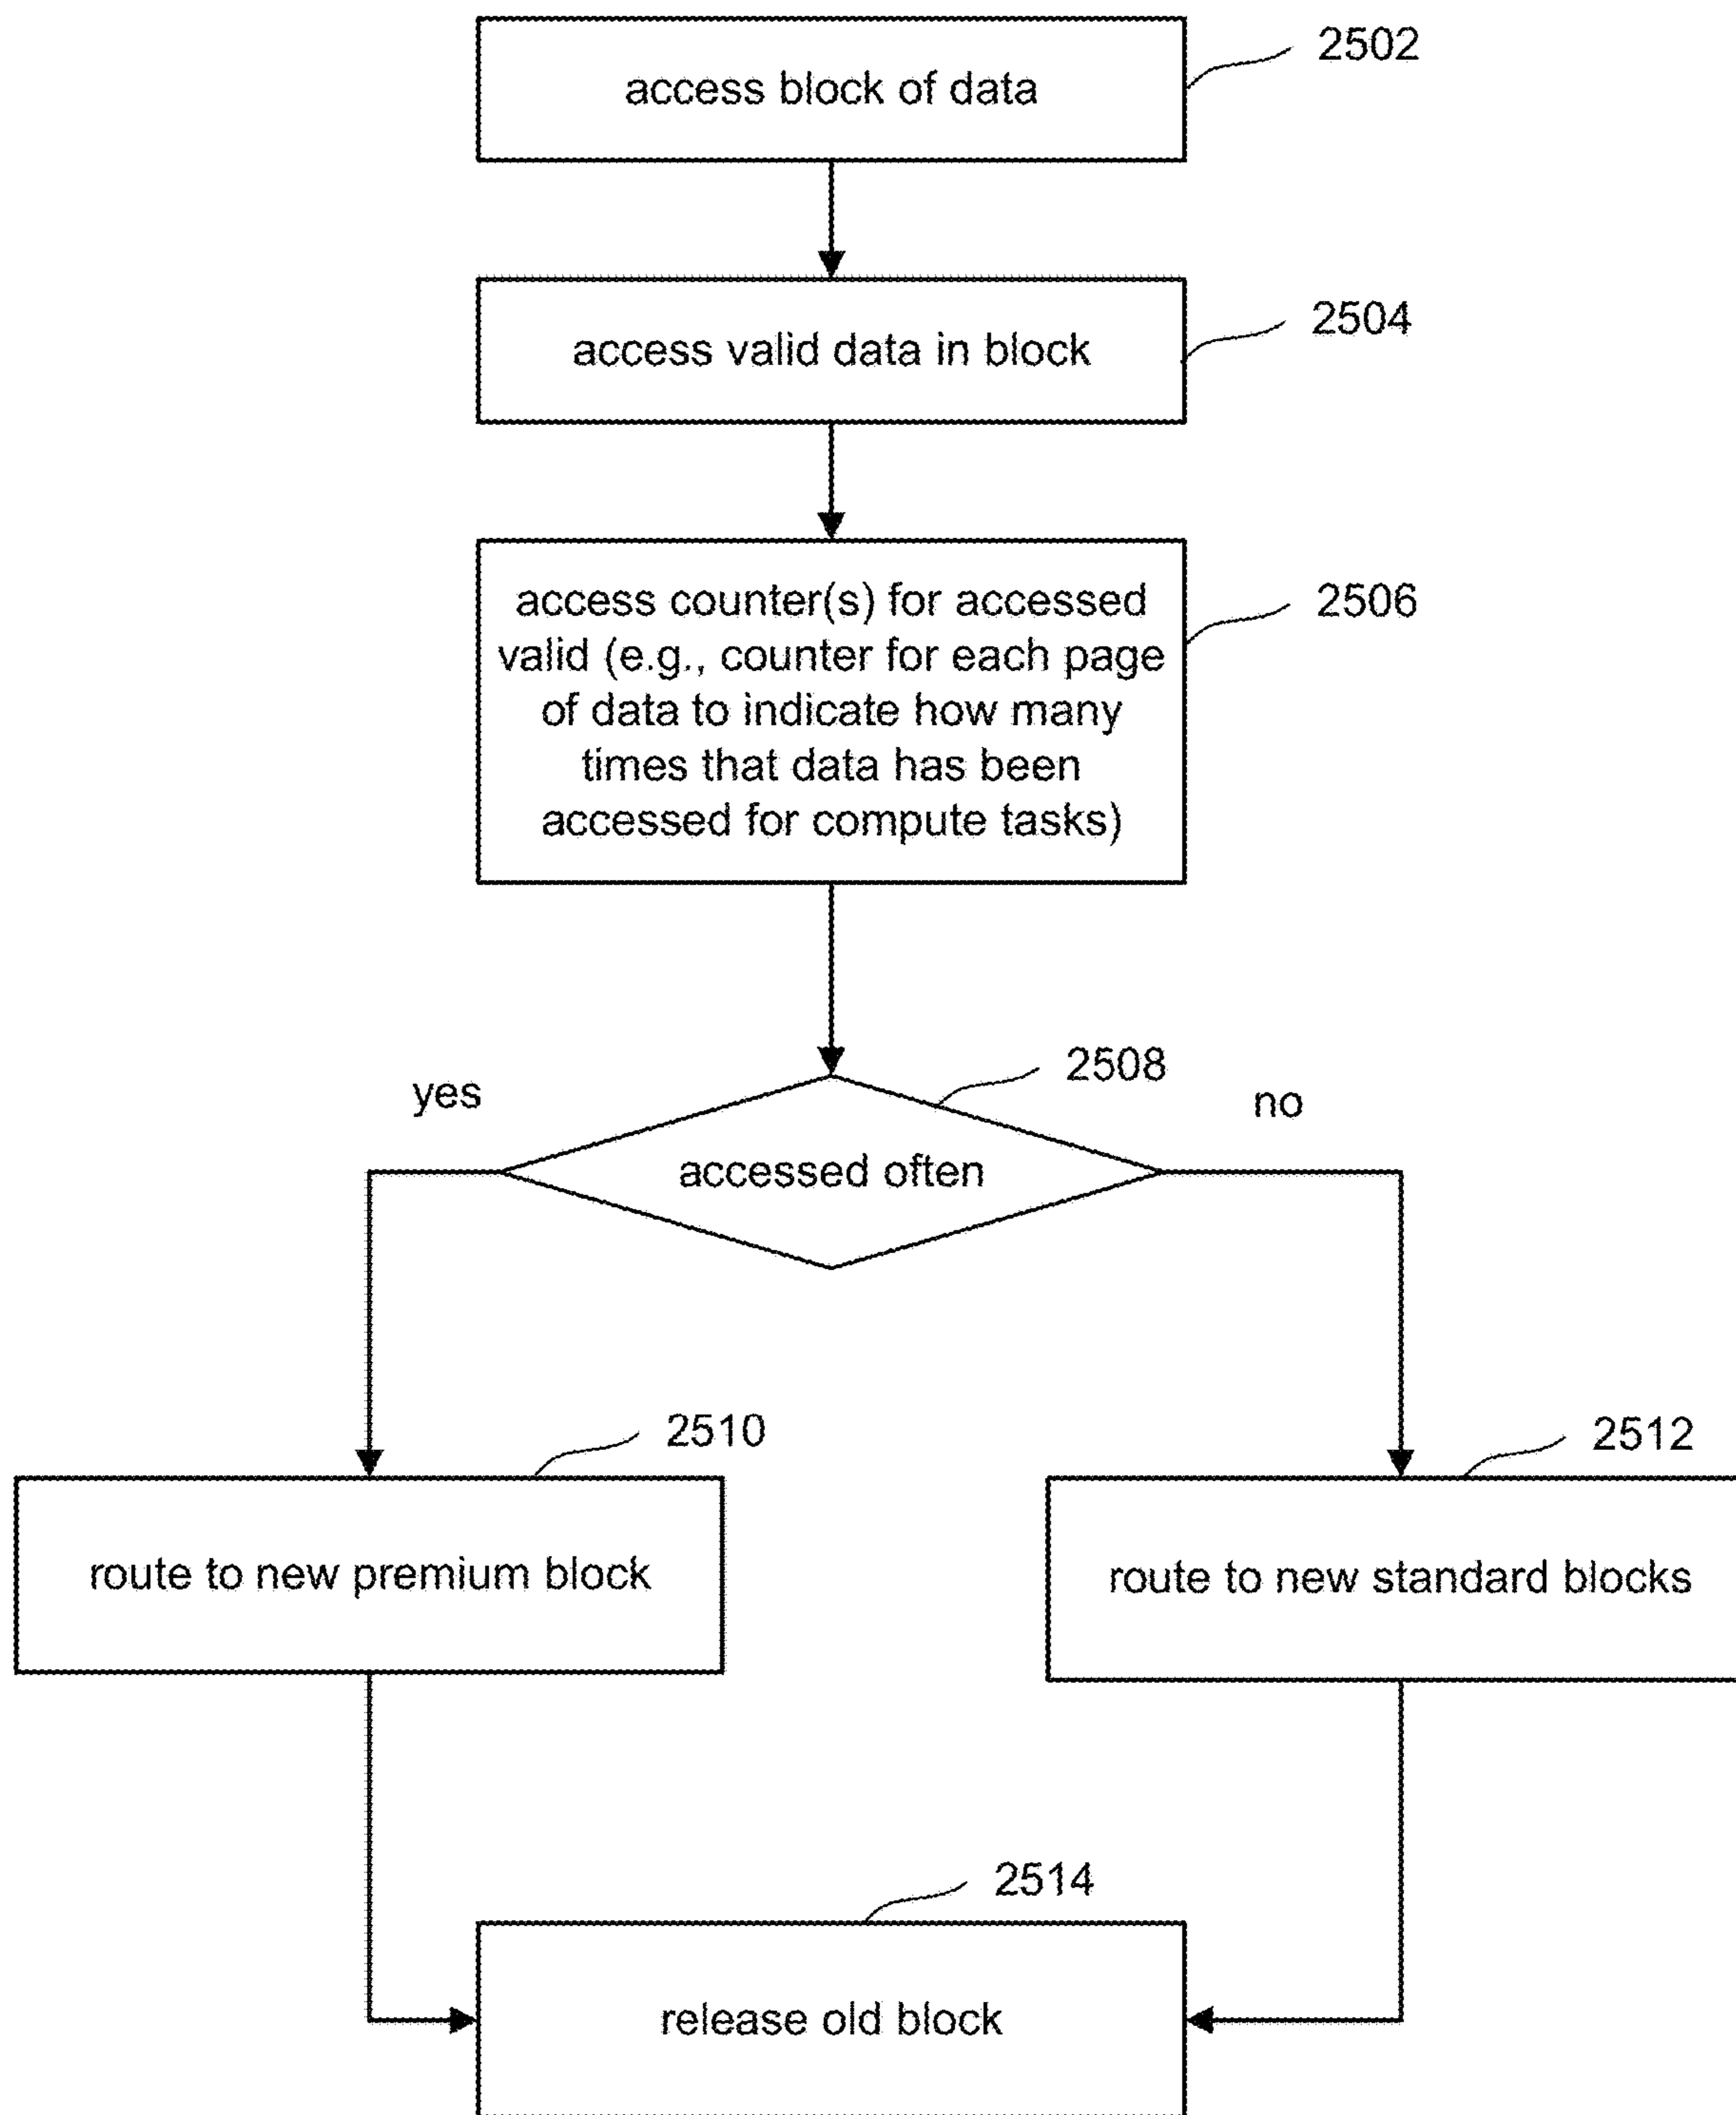 2502
access block of data
2504
access valid data in block
2506
access counter(s) for accessed
valid (e.g., counter for each page
of data to indicate how many
times that data has been
accessed for compute tasks)
2508
yes
no
accessed often
2510
2512
route to new premium block
route to new standard blocks
2514
release old block